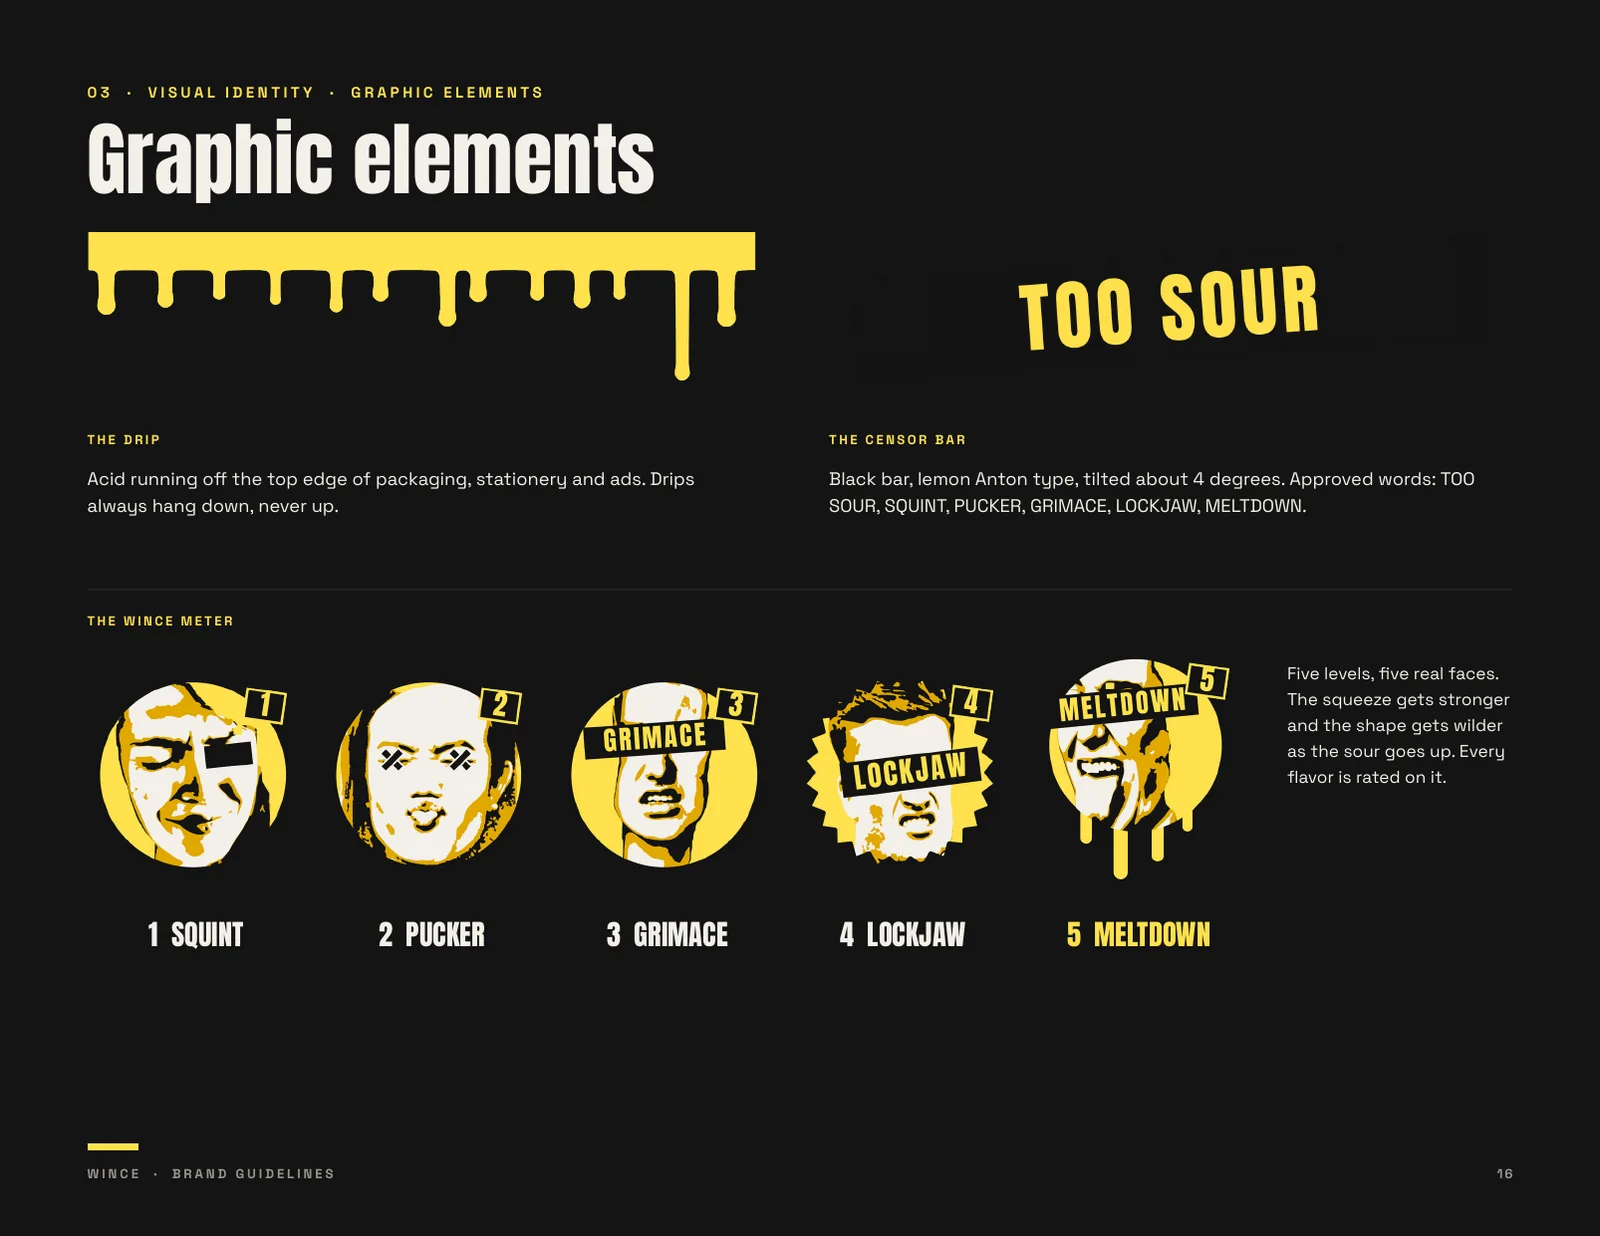 03 · VISUAL IDENTITY · GRAPHIC ELEMENTS
Graphic elements
TOO SOUR
THE DRIP
Acid running off the top edge of packaging, stationery and ads. Drips
always hang down, never up.
THE CENSOR BAR
Black bar, lemon Anton type, tilted about 4 degrees. Approved words: TOO
SOUR, SQUINT, PUCKER, GRIMACE, LOCKJAW, MELTDOWN.
THE WINCE METER
1
2
3
GRIMACE
4
LOCKJAW
5
MELTDOWN
1 SQUINT
2 PUCKER
3 GRIMACE
4 LOCKJAW
5 MELTDOWN
Five levels, five real faces.
The squeeze gets stronger
and the shape gets wilder
as the sour goes up. Every
flavor is rated on it.
WINCE · BRAND GUIDELINES
16